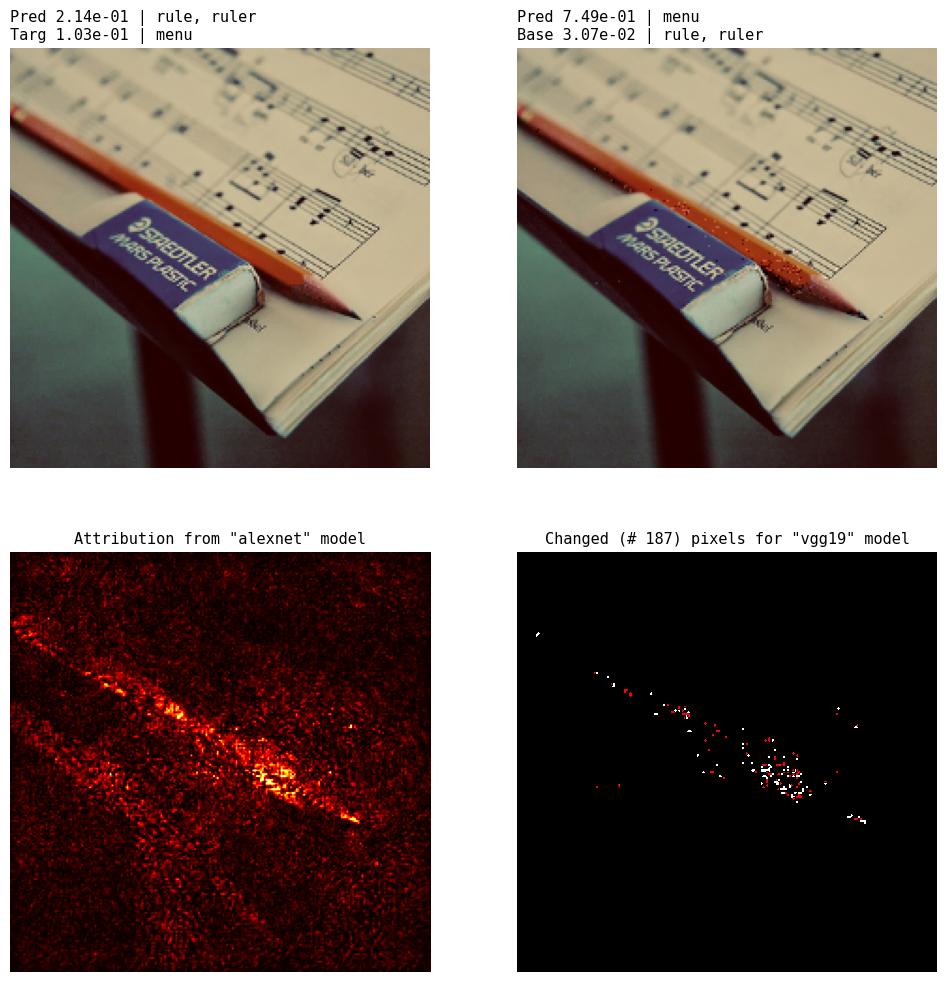 Pred 2.14e-01 | rule, ruler
Targ 1.03e-01 | menu
Pred 7.49e-01 | menu
Base 3.07e-02 | rule, ruler
STAEDTLER
MARS PLASTIC
STAEDTLER
MARS PLASTIC
Attribution from "alexnet" model
Changed (# 187) pixels for "vgg19" model